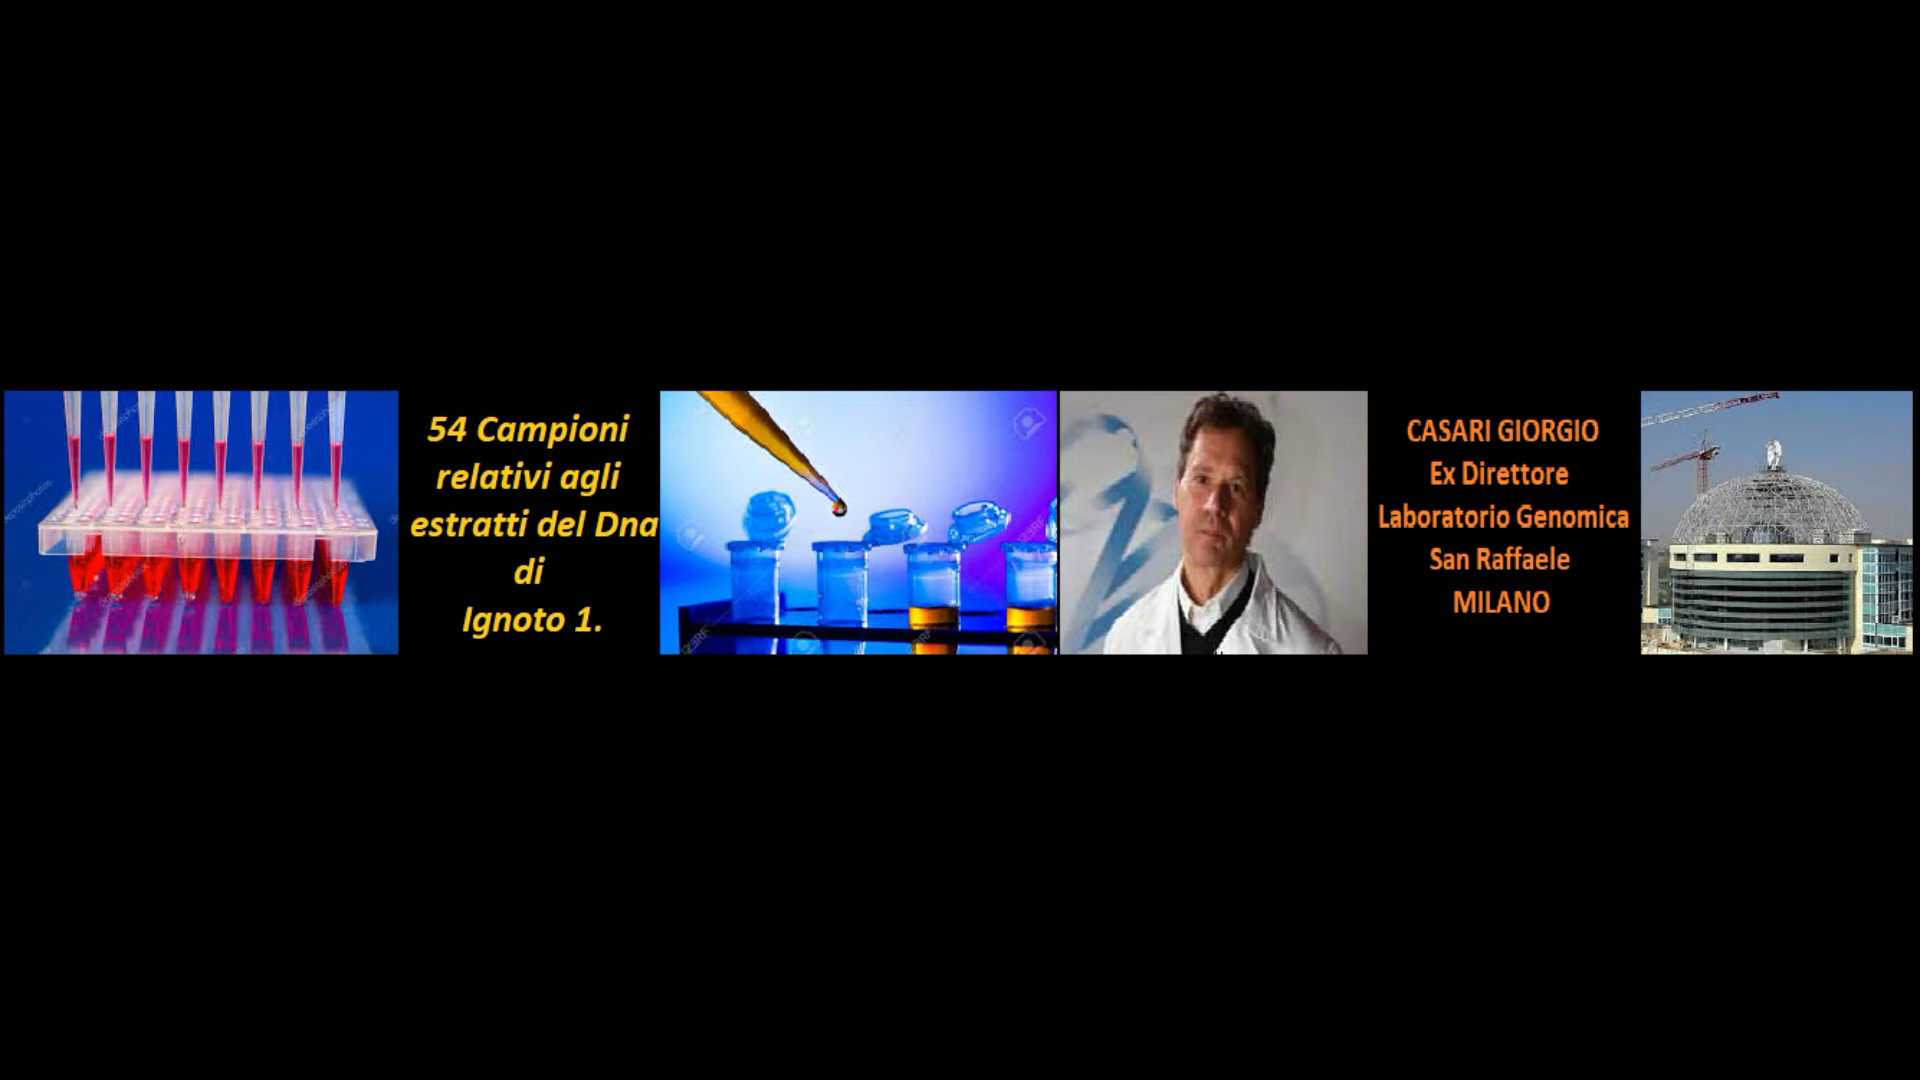 54 Campioni
relativi agli
estratti del Dna
di
Ignoto 1.
CASARI GIORGIO
Ex Direttore
Laboratorio Genomica
San Raffaele
MILANO